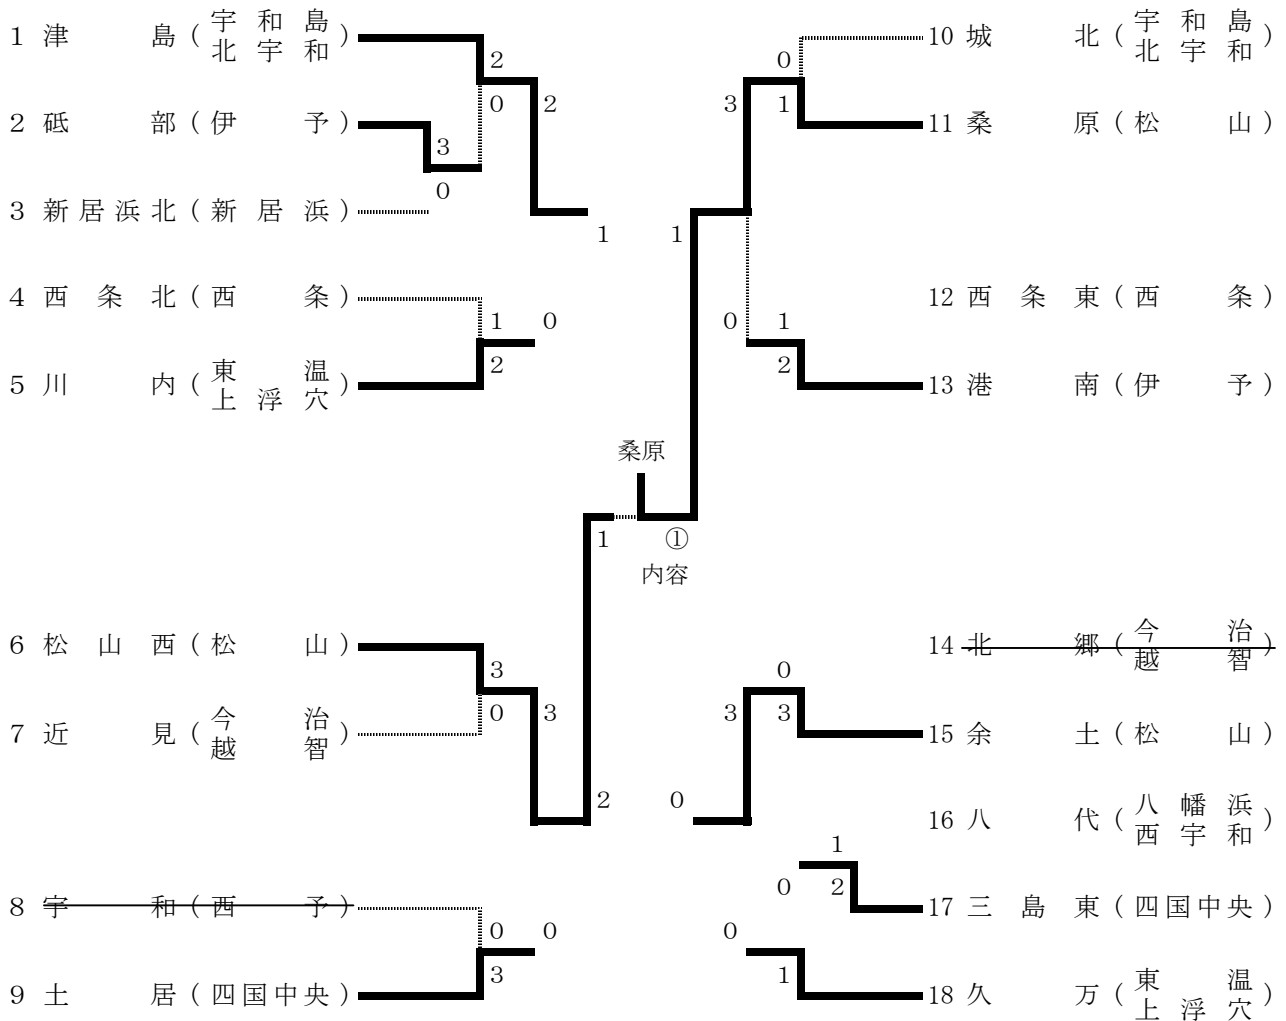 1 津島（宇和島 北宇和）
2
0
2
2 砥部（伊予）
3
0
3 新居浜北（新居浜）
1
4 西条北（西条）
1
0
2
5 川内（東温 上浮穴）
10 城北（宇和島 北宇和）
0
3
1
11 桑原（松山）
1
12 西条東（西条）
0
1
2
13 港南（伊予）
桑原
1
①
内容
6 松山西（松山）
3
0
3
7 近見（今治 越智）
2
8 宇和（西予）
0
0
3
9 土居（四国中央）
14 北郷（今治 越智）
0
3
3
15 余土（松山）
0
16 八代（八幡浜 西宇和）
1
0
2
17 三島東（四国中央）
0
1
18 久万（東温 上浮穴）